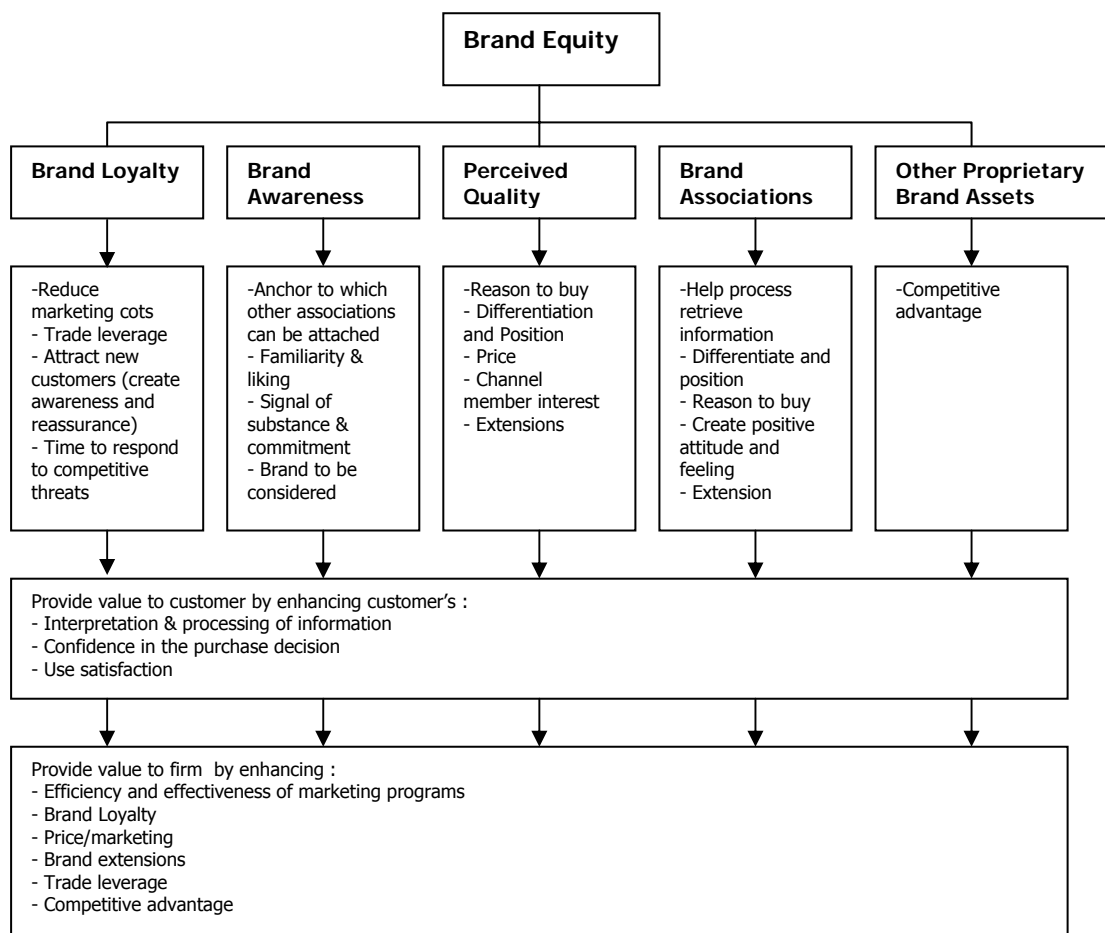 Brand Equity
Brand Loyalty
Brand
Awareness
Perceived
Quality
Brand
Associations
Other Proprietary
Brand Assets
-Reduce
marketing cots
- Trade leverage
- Attract new
customers (create
awareness and
reassurance)
- Time to respond
to competitive
threats
-Anchor to which
other associations
can be attached
- Familiarity &
liking
- Signal of
substance &
commitment
- Brand to be
considered
-Reason to buy
- Differentiation
and Position
- Price
- Channel
member interest
- Extensions
-Help process
retrieve
information
- Differentiate and
position
- Reason to buy
- Create positive
attitude and
feeling
- Extension
-Competitive
advantage
Provide value to customer by enhancing customer’s :
- Interpretation & processing of information
- Confidence in the purchase decision
- Use satisfaction
Provide value to firm  by enhancing :
- Efficiency and effectiveness of marketing programs
- Brand Loyalty
- Price/marketing
- Brand extensions
- Trade leverage
- Competitive advantage